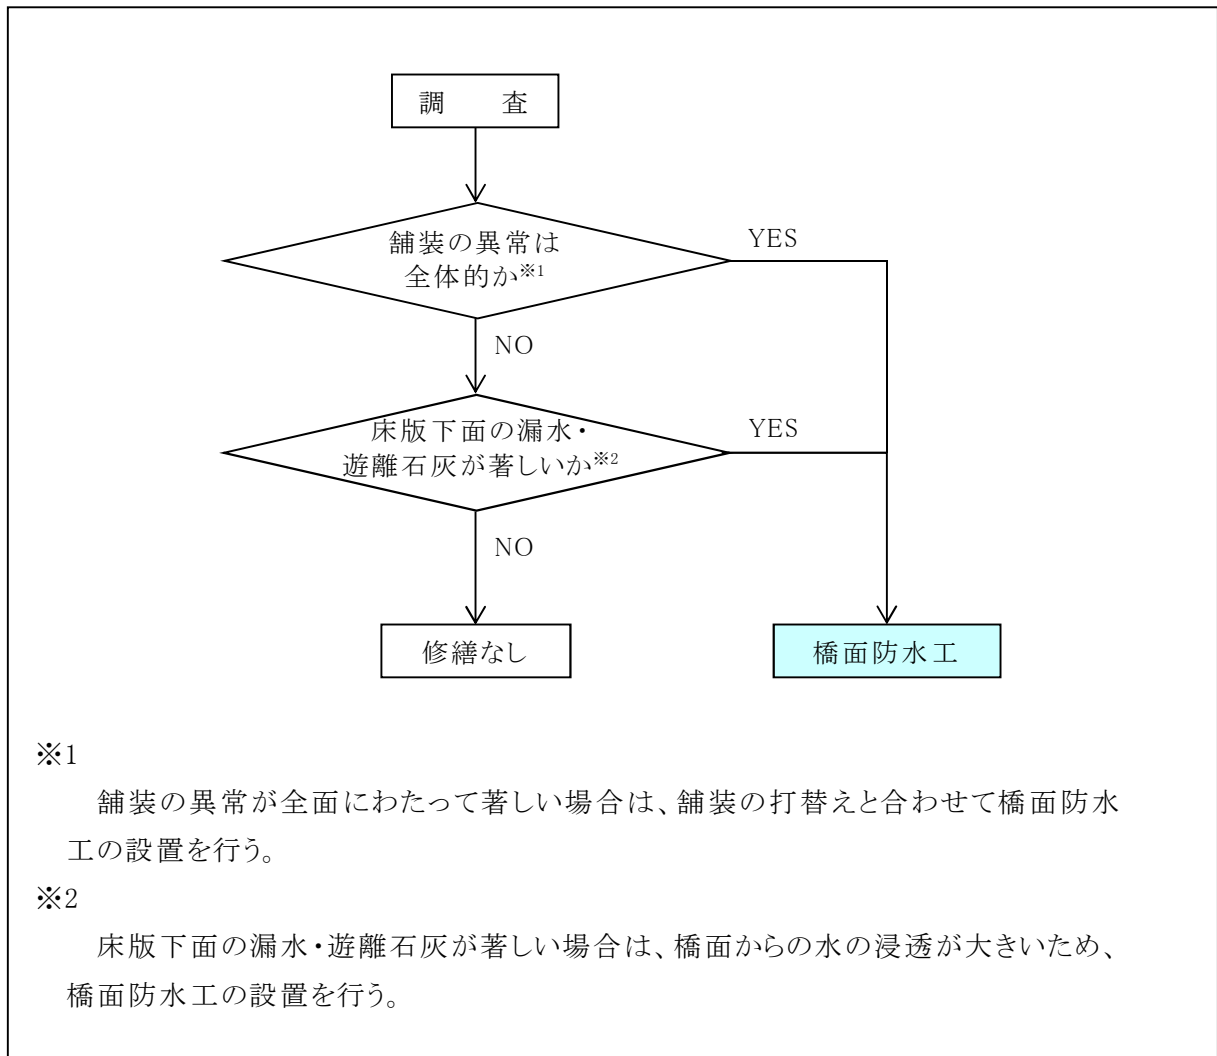 調　　査
舗装の異常は
全体的か※1
YES
NO
床版下面の漏水・
遊離石灰が著しいか※2
YES
NO
修繕なし
橋面防水工
※1
舗装の異常が全面にわたって著しい場合は、舗装の打替えと合わせて橋面防水
工の設置を行う。
※2
床版下面の漏水・遊離石灰が著しい場合は、橋面からの水の浸透が大きいため、
橋面防水工の設置を行う。